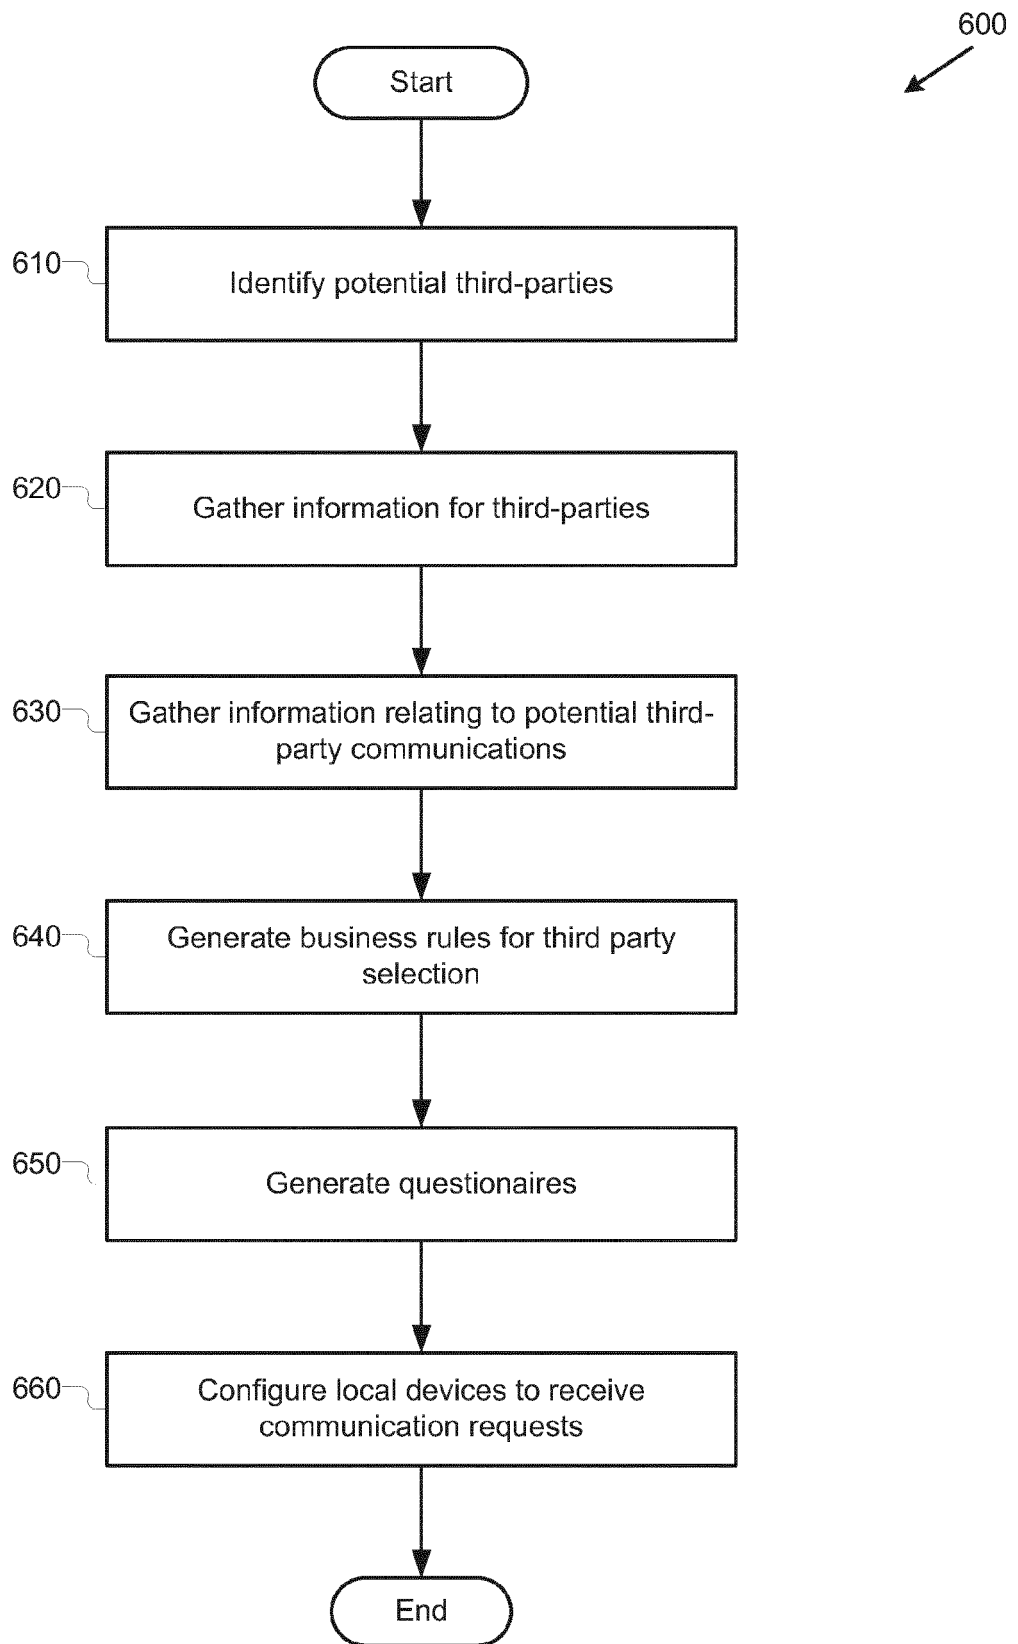 600
Start
610
Identify potential third-parties
620
Gather information for third-parties
630
Gather information relating to potential third-
party communications
640
Generate business rules for third party
selection
650
Generate questionaires
660
Configure local devices to receive
communication requests
End